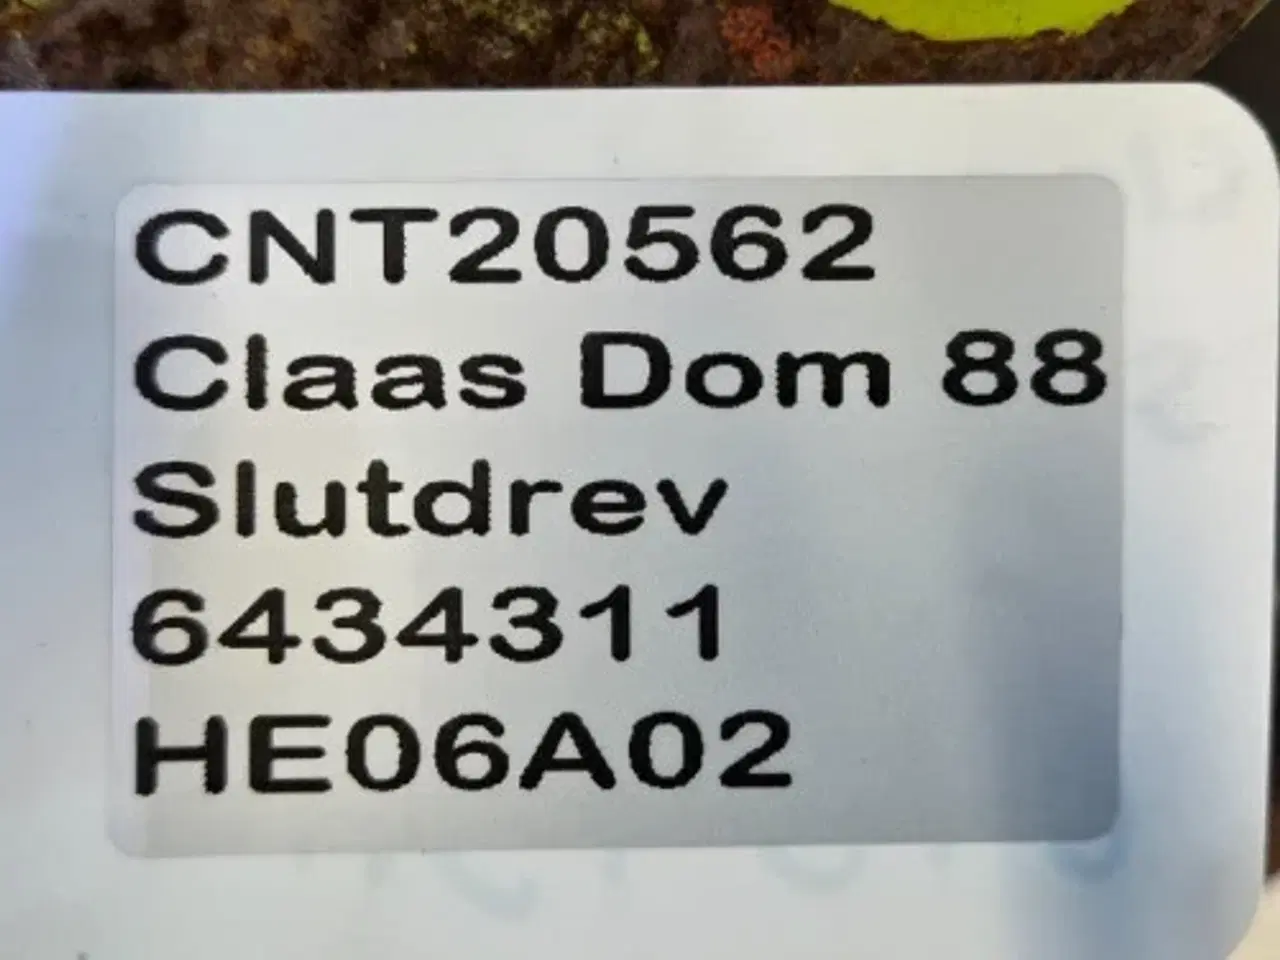 CNT20562
Claas Dom 88
Slutdrev
6434311
HE06A02